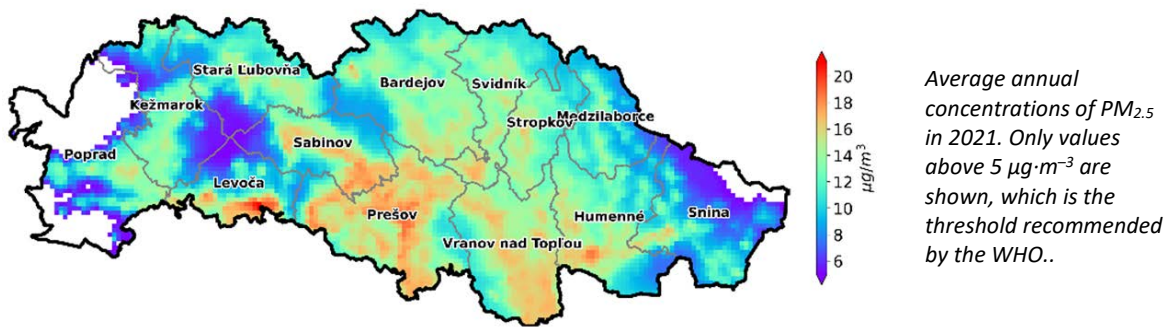 Stará Ľubovňa
Bardejov
Svidník
Kežmarok
Stropkov
Medzilaborce
Sabinov
Poprad
Levoča
Prešov
Humenné
Snina
Vranov nad Topľou
20
18
16
14
12
10
8
6
μg/m³
Average annual
concentrations of PM₂.₅
in 2021. Only values
above 5 μg·m⁻³ are
shown, which is the
threshold recommended
by the WHO..